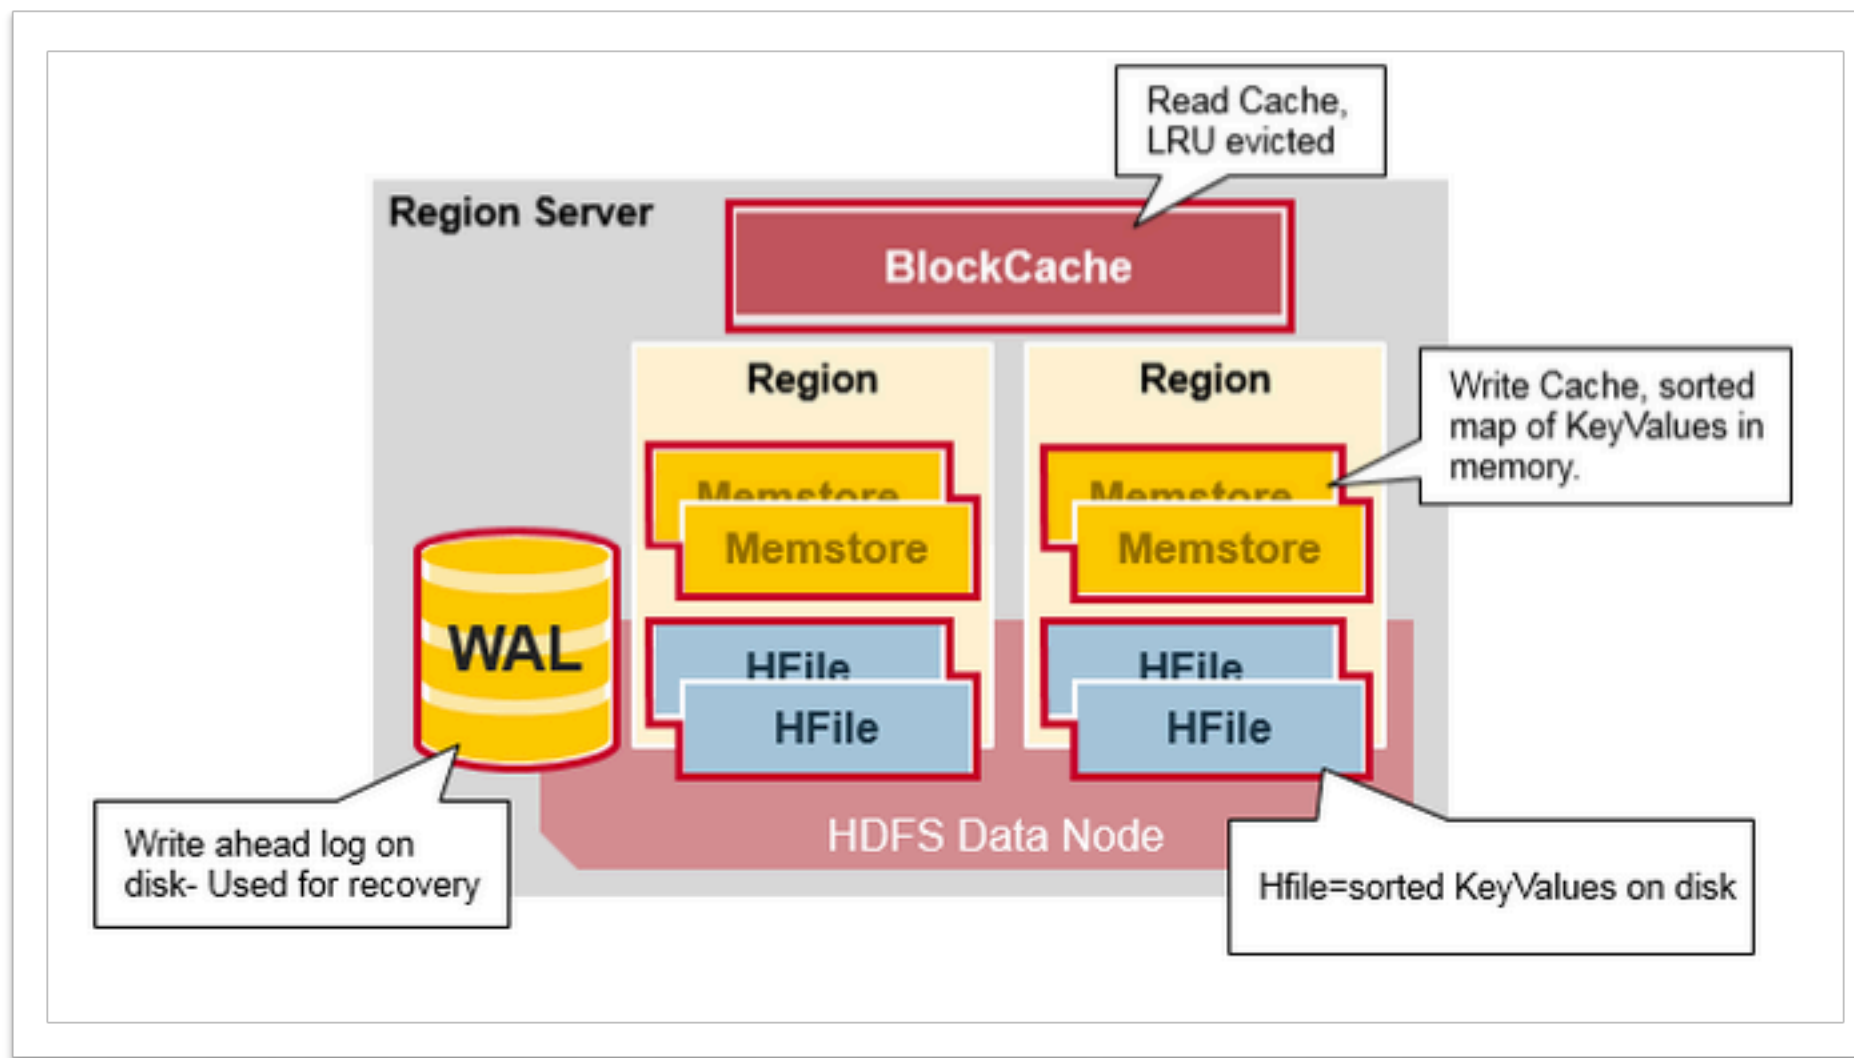 Read Cache,
LRU evicted
Region Server
BlockCache
Region
Region
Write Cache, sorted
map of KeyValues in
memory.
Memstore
Memstore
Memstore
Memstore
WAL
HFile
HFile
HFile
HFile
HDFS Data Node
Write ahead log on
disk- Used for recovery
Hfile=sorted KeyValues on disk